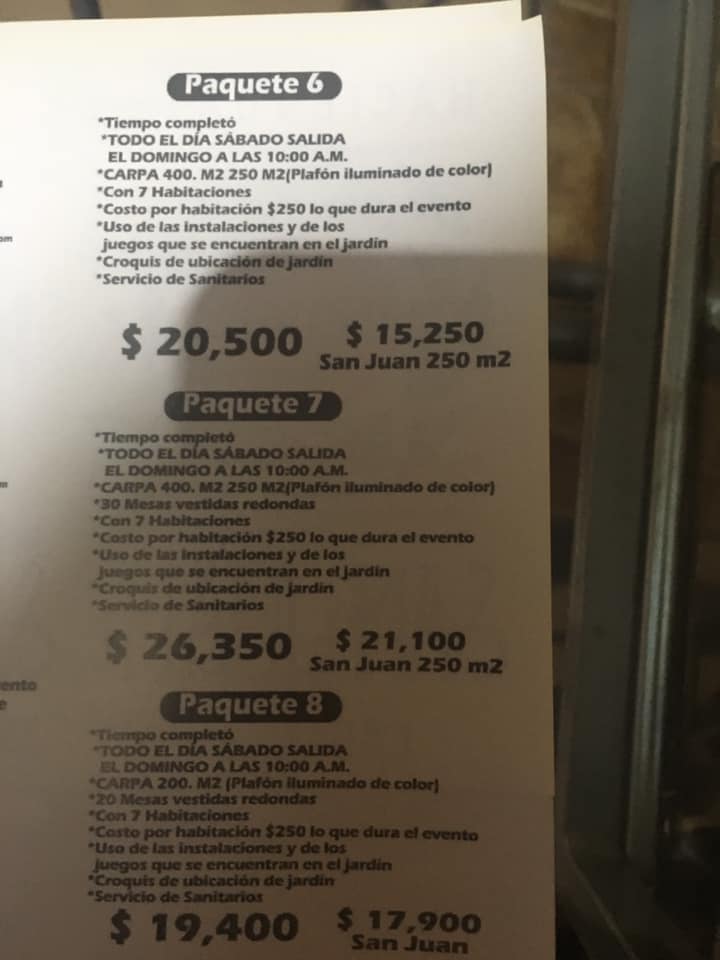 Paquete 6
*Tiempo completó
*TODO EL DÍA SÁBADO SALIDA
EL DOMINGO A LAS 10:00 A.M.
*CARPA 400. M2 250 M2(Plafón iluminado de color)
*Con 7 Habitaciones
*Costo por habitación $250 lo que dura el evento
*Uso de las instalaciones y de los
juegos que se encuentran en el jardín
*Croquis de ubicación de jardín
*Servicio de Sanitarios
$ 20,500 $ 15,250
San Juan 250 m2
Paquete 7
*Tiempo completó
*TODO EL DÍA SÁBADO SALIDA
EL DOMINGO A LAS 10:00 A.M.
*CARPA 400. M2 250 M2(Plafón iluminado de color)
*30 Mesas vestidas redondas
*Con 7 Habitaciones
*Costo por habitación $250 lo que dura el evento
*Uso de las instalaciones y de los
juegos que se encuentran en el jardín
*Croquis de ubicación de jardín
*Servicio de Sanitarios
$ 26,350 $ 21,100
San Juan 250 m2
Paquete 8
*Tiempo completó
*TODO EL DÍA SÁBADO SALIDA
EL DOMINGO A LAS 10:00 A.M.
*CARPA 200. M2 (Plafón iluminado de color)
*20 Mesas vestidas redondas
*Con 7 Habitaciones
*Costo por habitación $250 lo que dura el evento
*Uso de las instalaciones y de los
juegos que se encuentran en el jardín
*Croquis de ubicación de jardín
*Servicio de Sanitarios
$ 19,400 $ 17,900
San Juan